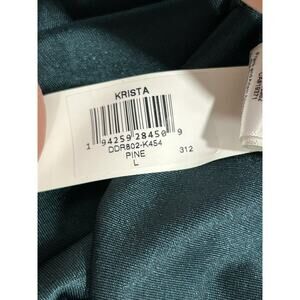 KRISTA
1 94259 28450 9
DDR802-K454
PINE 312
L